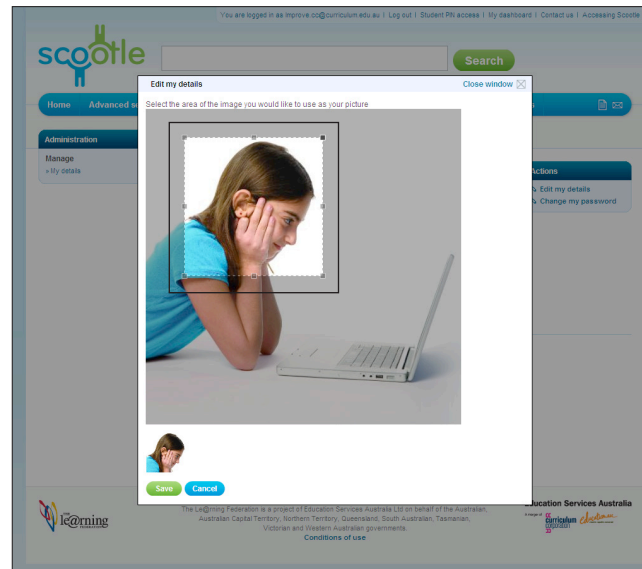 You are logged in as improve.cc@curriculum.edu.au | Log out | Student PIN access | My dashboard | Contact us | Accessing Scootle
scootle
Search
Edit my details
Close window
Home Advanced
Select the area of the image you would like to use as your picture
Administration
Manage
» My details
Actions
Edit my details
Change my password
Save Cancel
The Le@rning Federation is a project of Education Services Australia Ltd on behalf of the Australian,
Australian Capital Territory, Northern Territory, Queensland, South Australian, Tasmanian,
Victorian and Western Australian governments.
Conditions of use
le@rning
Education Services Australia
curriculum
corporation
education.au